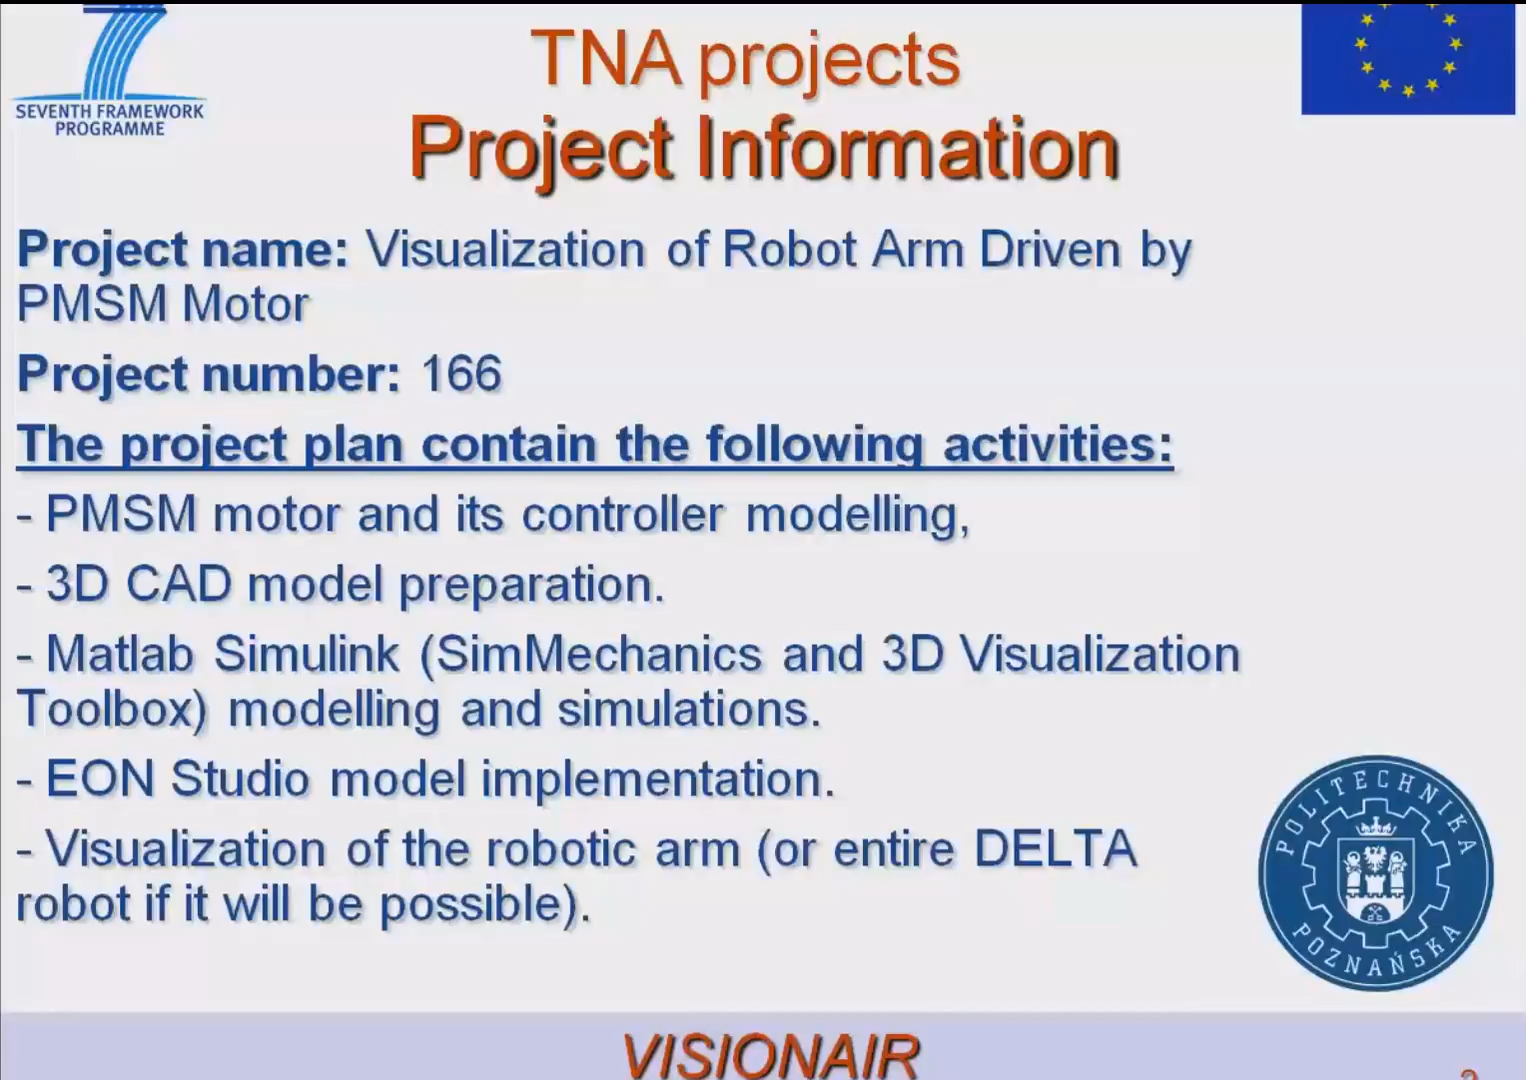 SEVENTH FRAMEWORK
PROGRAMME
TNA projects
Project Information
Project name: Visualization of Robot Arm Driven by
PMSM Motor
Project number: 166
The project plan contain the following activities:
- PMSM motor and its controller modelling,
- 3D CAD model preparation.
- Matlab Simulink (SimMechanics and 3D Visualization
Toolbox) modelling and simulations.
- EON Studio model implementation.
- Visualization of the robotic arm (or entire DELTA
robot if it will be possible).
POLITECHNIKA
POZNAŃSKA
VISIONAIR